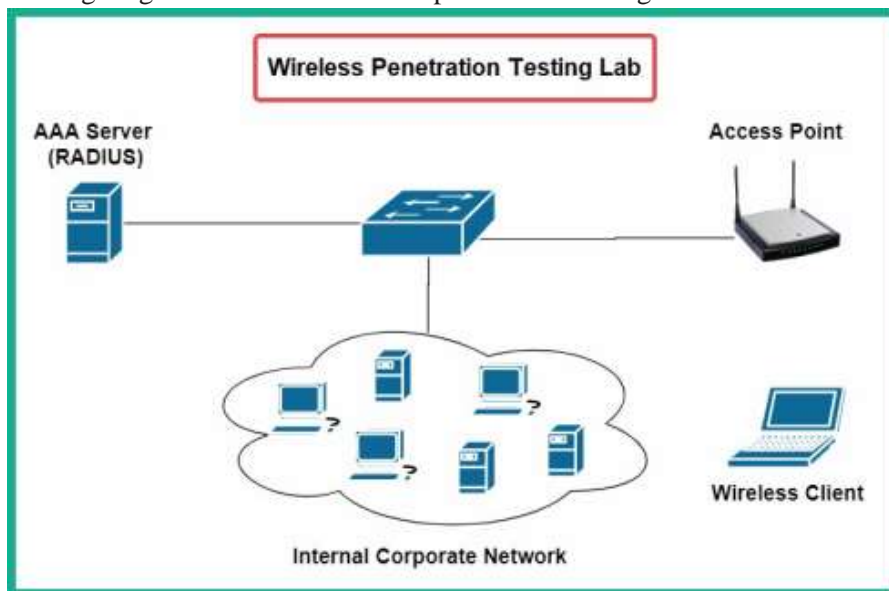 Wireless Penetration Testing Lab
AAA Server
(RADIUS)
Access Point
?
?
?
Wireless Client
Internal Corporate Network